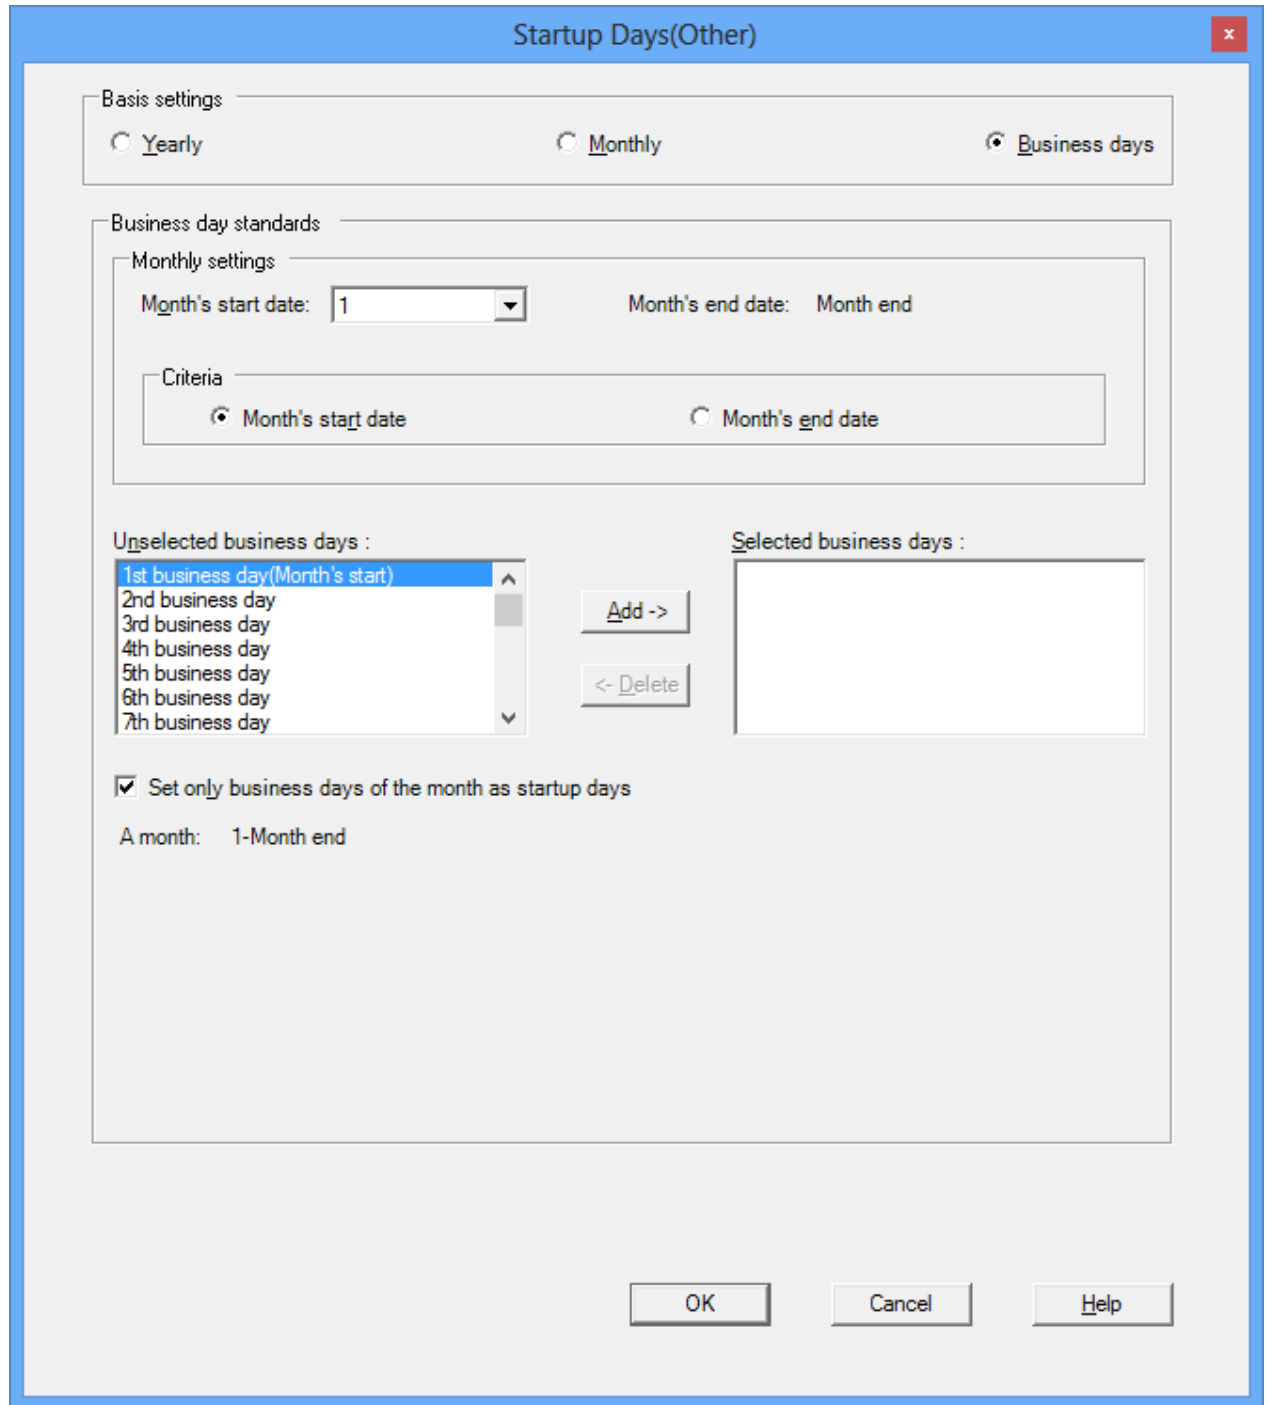 Startup Days(Other)
x
Basis settings
Yearly Monthly Business days
Business day standards
Monthly settings
Month's start date: 1 Month's end date: Month end
Criteria
Month's start date Month's end date
Unselected business days : Selected business days :
1st business day(Month's start)
2nd business day
3rd business day
4th business day
5th business day
6th business day
7th business day
Add ->
<- Delete
Set only business days of the month as startup days
A month: 1-Month end
OK Cancel Help